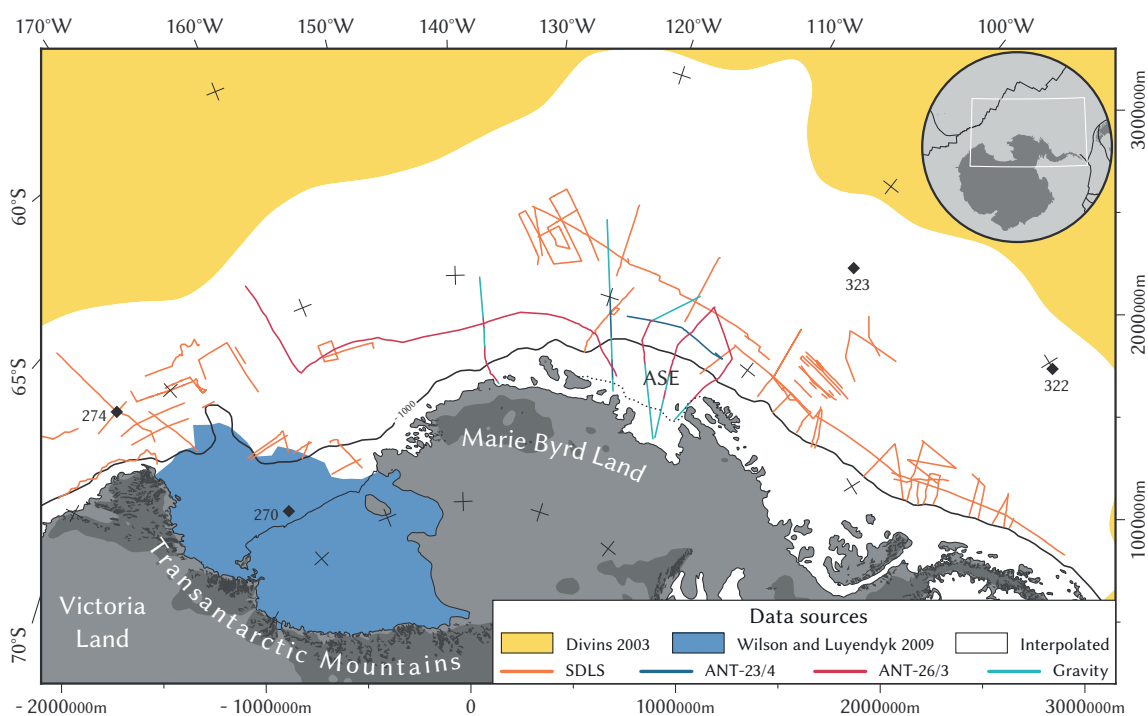 170°W 160°W 150°W 140°W 130°W 120°W 110°W 100°W
3000000m
60°S
323
2000000m
65°S
ASE
322
274
1000
Marie Byrd Land
270
1000000m
Transantarctic Mountains
Victoria
Land
70°S
Data sources
Divins 2003 Wilson and Luyendyk 2009 Interpolated
SDLS ANT-23/4 ANT-26/3 Gravity
- 2000000m - 1000000m 0 1000000m 2000000m 3000000m